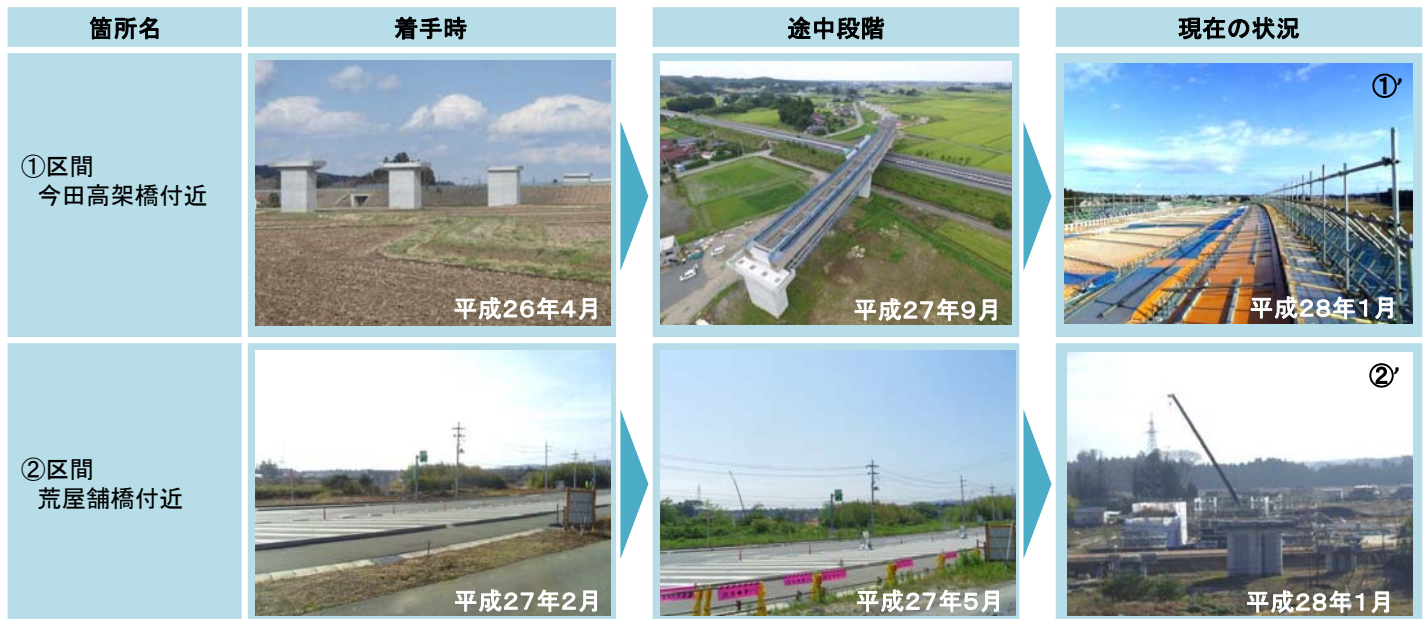 箇所名
着手時
途中段階
現在の状況
①区間
今田高架橋付近
平成26年4月
平成27年9月
①’
平成28年1月
②区間
荒屋舗橋付近
平成27年2月
平成27年5月
②’
平成28年1月